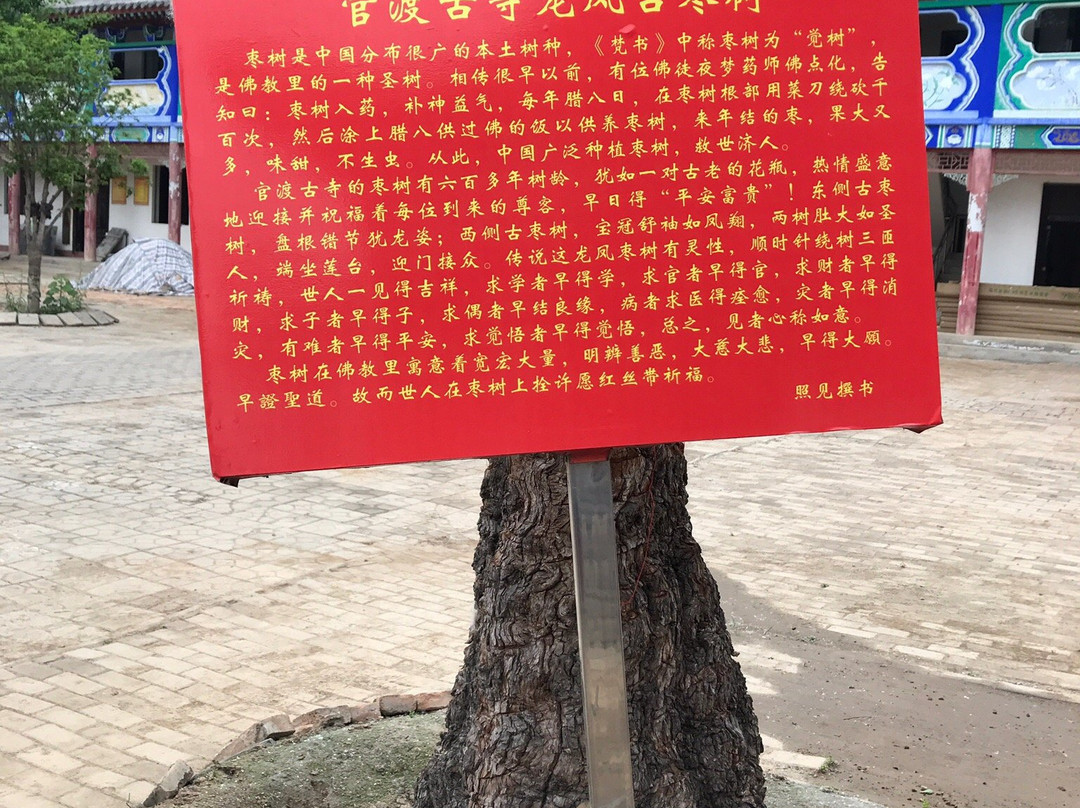 官渡古寺龙凤古枣树
枣树是中国分布很广的本土树种，《梵书》中称枣树为“觉树”，
是佛教里的一种圣树。相传很早以前，有位佛徒夜梦药师佛点化，告
知曰：枣树入药，补神益气，每年腊八日，在枣树根部用菜刀绕砍千
百次，然后涂上腊八供过佛的饭以供养枣树，来年结的枣，果大又
多，味甜，不生虫。从此，中国广泛种植枣树，救世济人。
官渡古寺的枣树有六百多年树龄，犹如一对古老的花瓶，热情盛意
地迎接并祝福着每位到来的尊客，早日得“平安富贵”！东侧古枣
树，盘根错节犹龙姿；西侧古枣树，宝冠舒袖如凤翔，两树肚大如圣
人，端坐莲台，迎门接众。传说这龙凤枣树有灵性，顺时针绕树三匝
祈祷，世人一见得吉祥，求学者早得学，求官者早得官，求财者早得
财，求子者早得子，求偶者早结良缘，病者求医得痊愈，灾者早得消
灾，有难者早得平安，求觉悟者早得觉悟，总之，见者心称如意。
枣树在佛教里寓意着宽宏大量，明辨善恶，大慈大悲，早得大愿。
早證聖道。故而世人在枣树上拴许愿红丝带祈福。
照见撰书